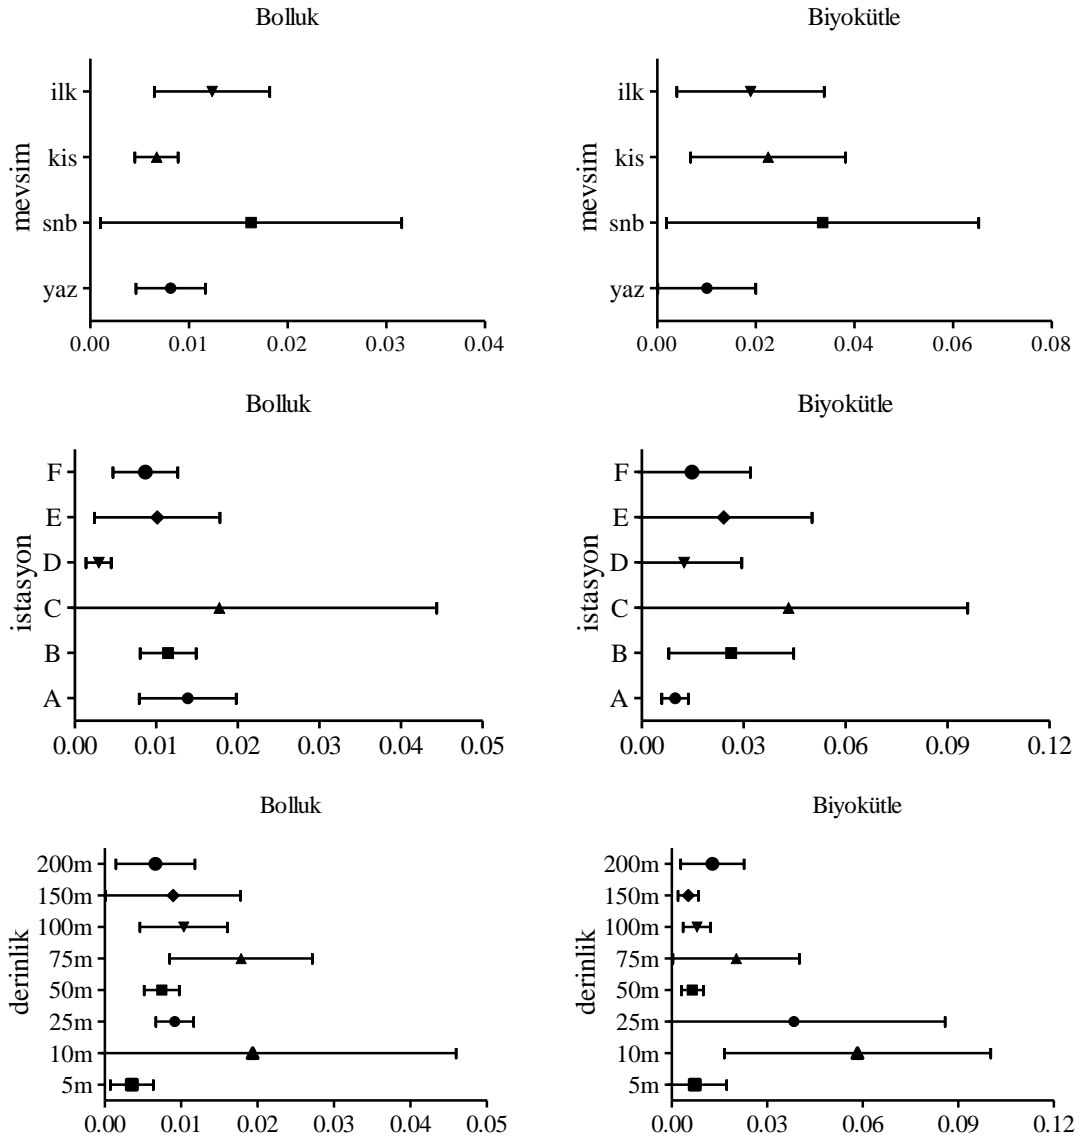 Bolluk
mevsim
ilk
kis
snb
yaz
0.00 0.01 0.02 0.03 0.04
Biyokütle
mevsim
ilk
kis
snb
yaz
0.00 0.02 0.04 0.06 0.08
Bolluk
istasyon
F
E
D
C
B
A
0.00 0.01 0.02 0.03 0.04 0.05
Biyokütle
istasyon
F
E
D
C
B
A
0.00 0.03 0.06 0.09 0.12
Bolluk
derinlik
200m
150m
100m
75m
50m
25m
10m
5m
0.00 0.01 0.02 0.03 0.04 0.05
Biyokütle
derinlik
200m
150m
100m
75m
50m
25m
10m
5m
0.00 0.03 0.06 0.09 0.12